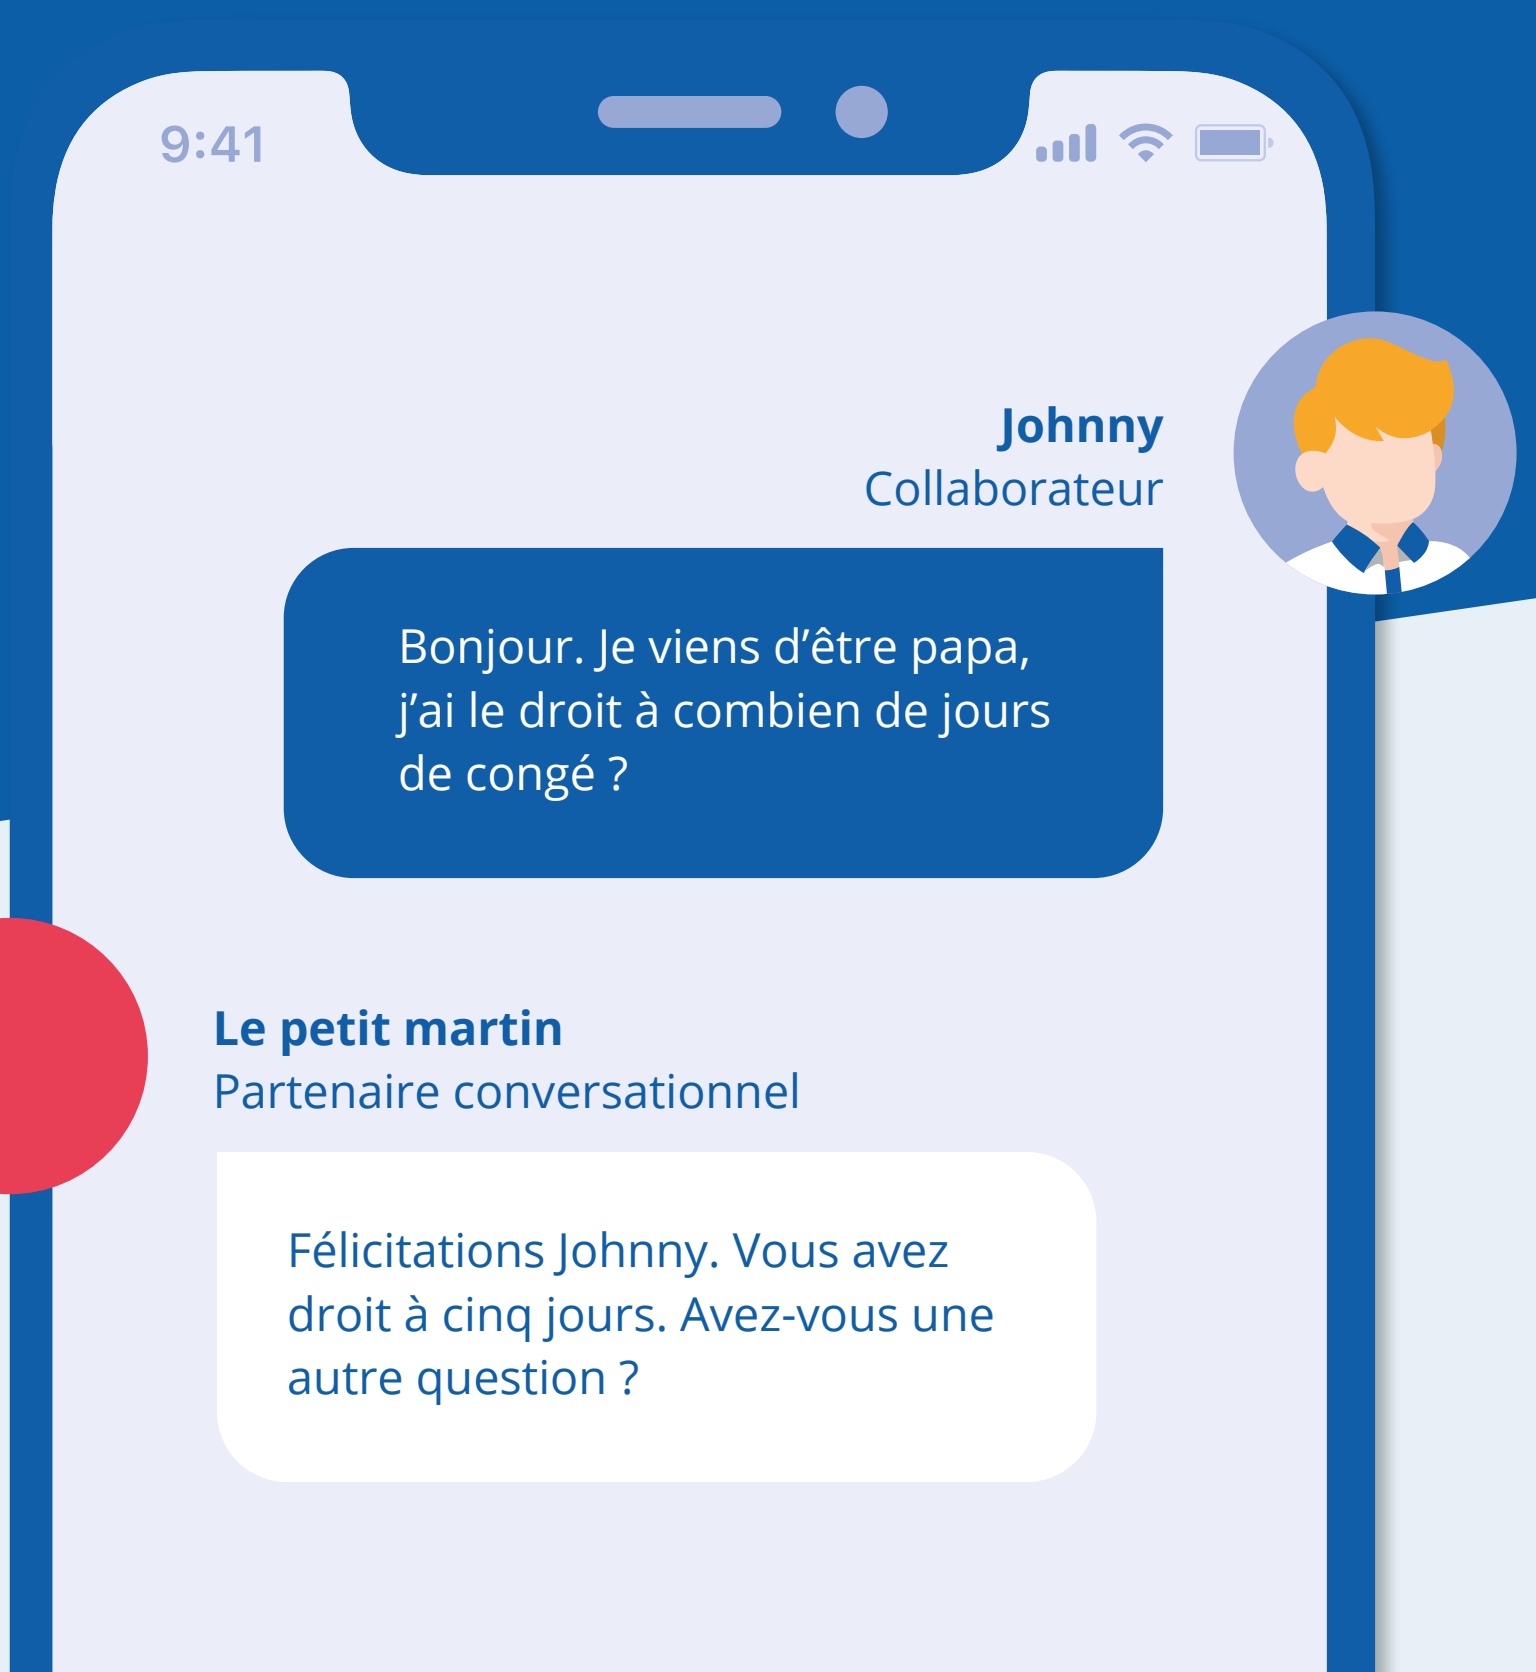 9:41
Johnny
Collaborateur
Bonjour. Je viens d’être papa,
j’ai le droit à combien de jours
de congé ?
Le petit martin
Partenaire conversationnel
Félicitations Johnny. Vous avez
droit à cinq jours. Avez-vous une
autre question ?